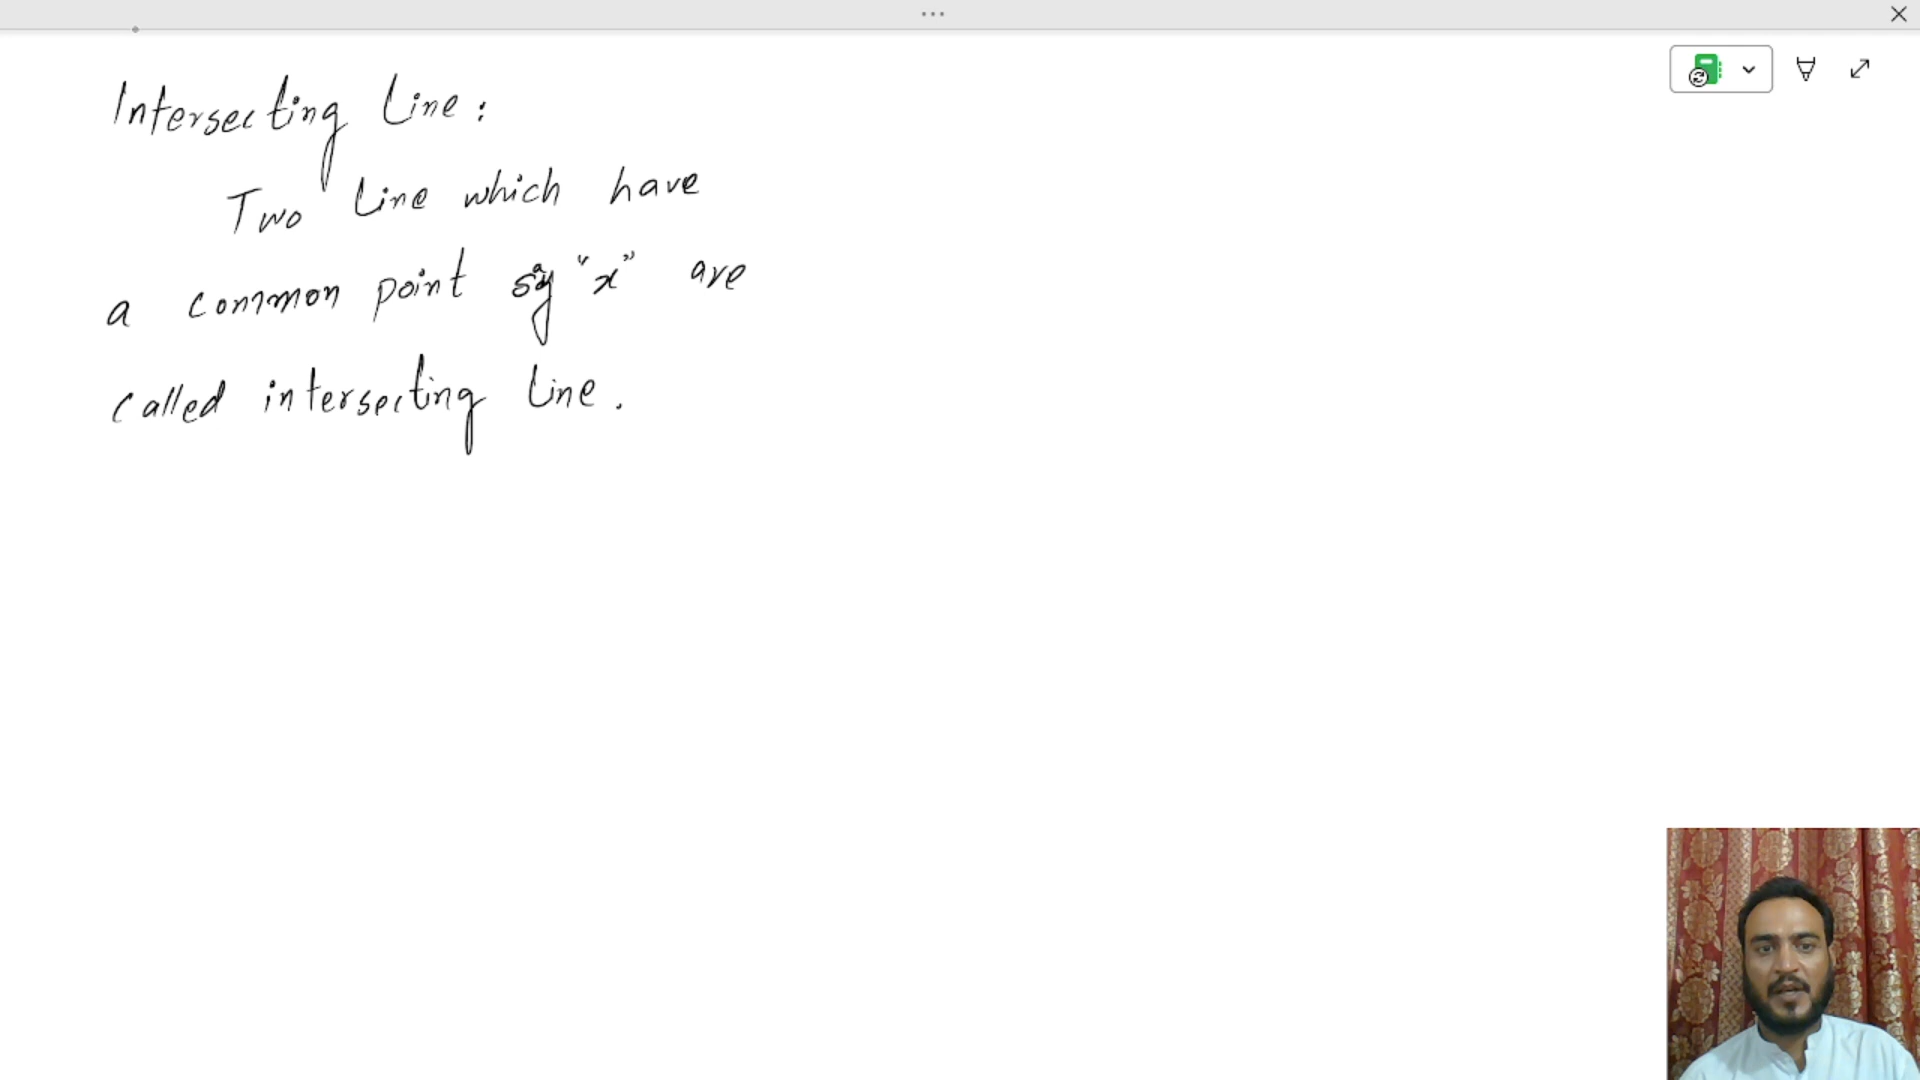 Intersecting Line:
Two Line which have
a common point say "x" are
called intersecting Line.